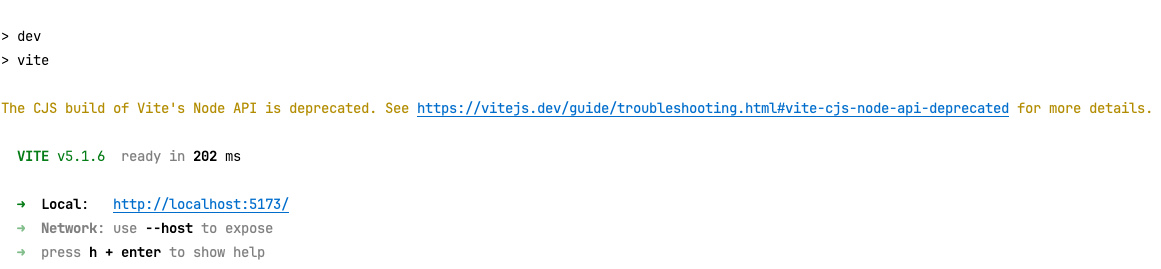 > dev
> vite
The CJS build of Vite's Node API is deprecated. See https://vitejs.dev/guide/troubleshooting.html#vite-cjs-node-api-deprecated for more details.
VITE v5.1.6  ready in 202 ms
➜  Local:   http://localhost:5173/
➜  Network: use --host to expose
➜  press h + enter to show help